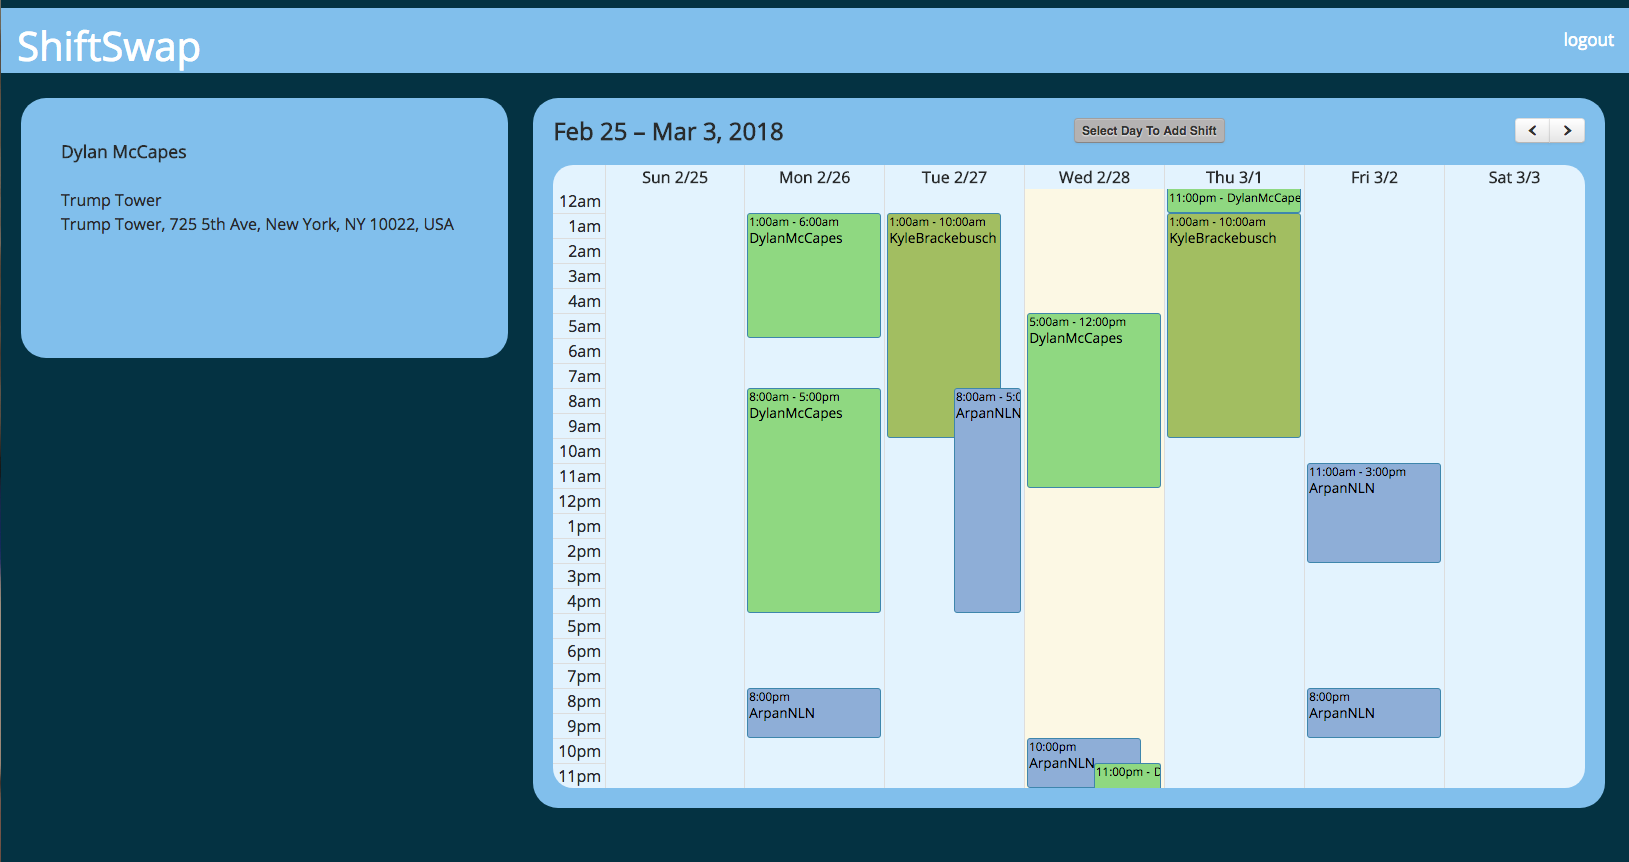 ShiftSwap
logout
Dylan McCapes
Trump Tower
Trump Tower, 725 5th Ave, New York, NY 10022, USA
Feb 25 – Mar 3, 2018
Select Day To Add Shift
Sun 2/25
Mon 2/26
Tue 2/27
Wed 2/28
Thu 3/1
Fri 3/2
Sat 3/3
12am
1am
2am
3am
4am
5am
6am
7am
8am
9am
10am
11am
12pm
1pm
2pm
3pm
4pm
5pm
6pm
7pm
8pm
9pm
10pm
11pm
1:00am - 6:00am
DylanMcCapes
8:00am - 5:00pm
DylanMcCapes
8:00pm
ArpanNLN
1:00am - 10:00am
KyleBrackebusch
8:00am - 5:0
ArpanNLN
5:00am - 12:00pm
DylanMcCapes
10:00pm
ArpanNLN
11:00pm - D
11:00pm - DylanMcCape
1:00am - 10:00am
KyleBrackebusch
11:00am - 3:00pm
ArpanNLN
8:00pm
ArpanNLN